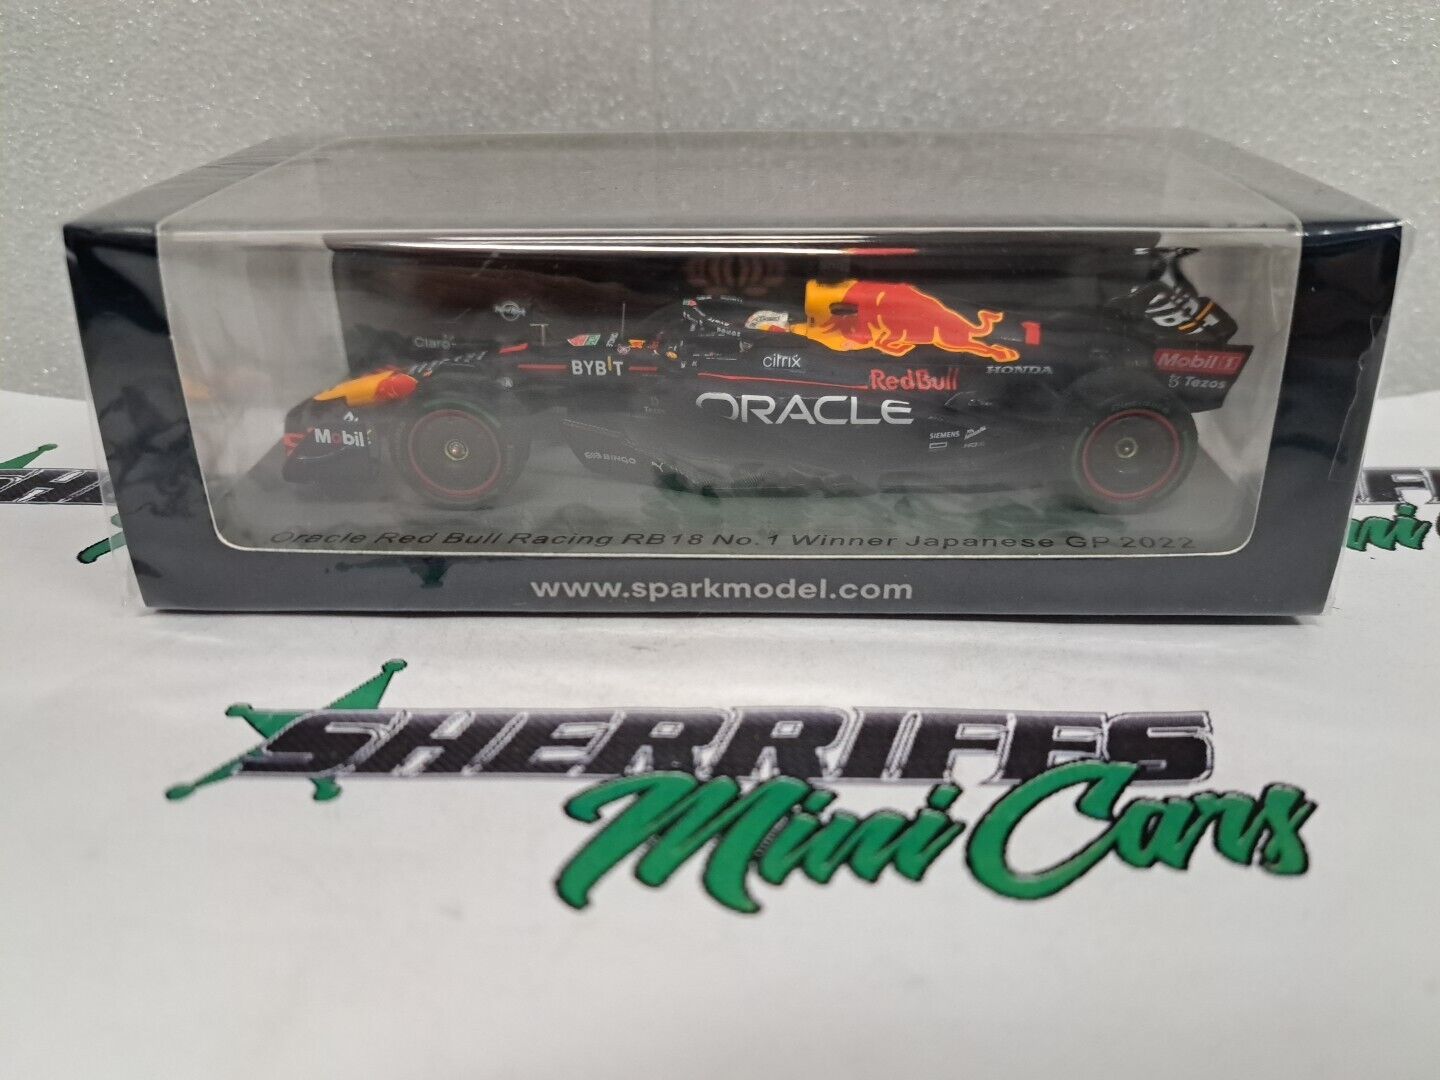 Claro
BYBIT
citrix
Red Bull
HONDA
Mobil 1
Tezos
ORACLE
Mobil
SIEMENS
BINGO
Oracle Red Bull Racing RB18 No.1 Winner Japanese GP 2022
www.sparkmodel.com
SHERRIFFS
Mini Cars